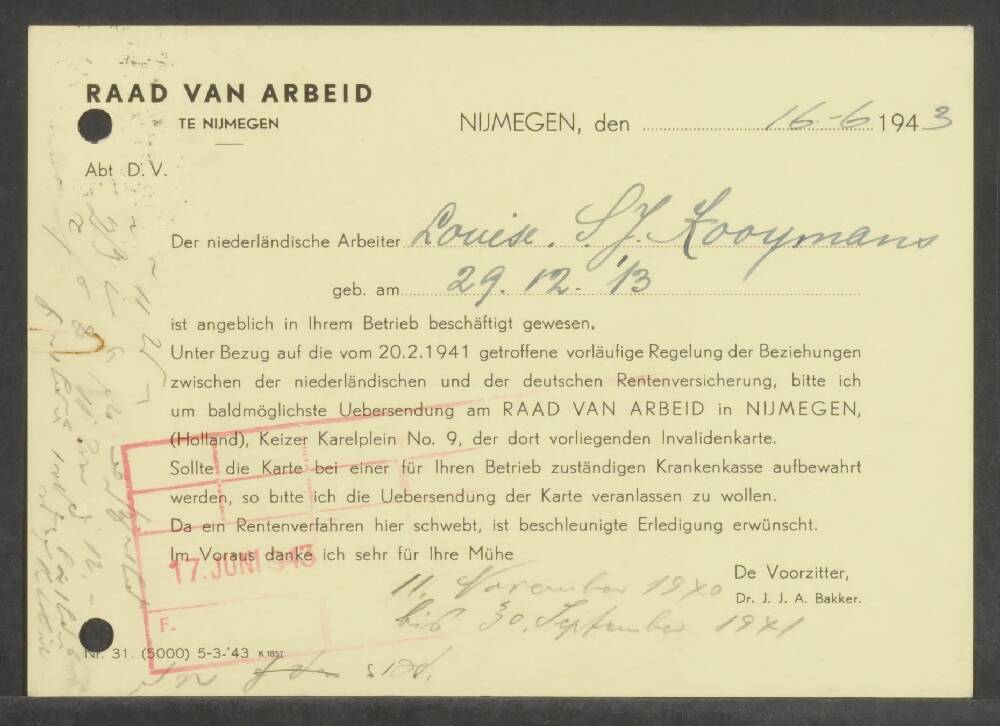 RAAD VAN ARBEID
TE NIJMEGEN
NIJMEGEN, den 16-6 1943
Abt D.V.
Der niederländische Arbeiter Louise. S.J. Kooymans
geb. am 29. 12. '13
ist angeblich in Ihrem Betrieb beschäftigt gewesen.
Unter Bezug auf die vom 20.2.1941 getroffene vorläufige Regelung der Beziehungen
zwischen der niederländischen und der deutschen Rentenversicherung, bitte ich
um baldmöglichste Uebersendung am RAAD VAN ARBEID in NIJMEGEN,
(Holland), Keizer Karelplein No. 9, der dort vorliegenden Invalidenkarte.
Sollte die Karte bei einer für Ihren Betrieb zuständigen Krankenkasse aufbewahrt
werden, so bitte ich die Uebersendung der Karte veranlassen zu wollen.
Da ein Rentenverfahren hier schwebt, ist beschleunigte Erledigung erwünscht.
Im Voraus danke ich sehr für Ihre Mühe
17. JUNI 1943
F.
11. November 1940
bis 30. September 1941
De Voorzitter,
Dr. J. J. A. Bakker.
Nr. 31. (5000) 5-3-'43 K 1857